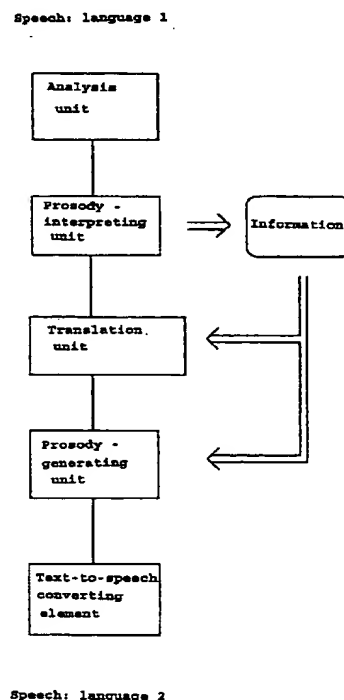 Speech: language 1
Analysis
unit
Prosody -
interpreting
unit
Information
Translation
unit
Prosody -
generating
unit
Text-to-speech
converting
element
Speech: language 2